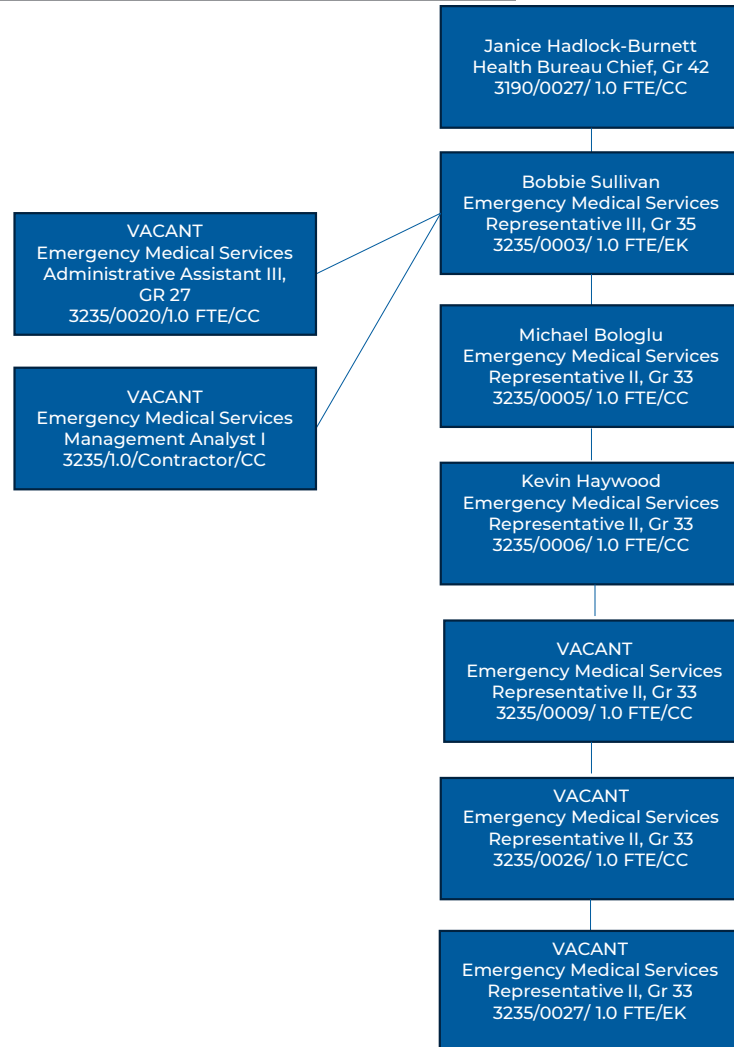 Janice Hadlock-Burnett
Health Bureau Chief, Gr 42
3190/0027/ 1.0 FTE/CC
Bobbie Sullivan
Emergency Medical Services
Representative III, Gr 35
3235/0003/ 1.0 FTE/EK
VACANT
Emergency Medical Services
Administrative Assistant III,
GR 27
3235/0020/1.0 FTE/CC
VACANT
Emergency Medical Services
Management Analyst I
3235/1.0/Contractor/CC
Michael Bologlu
Emergency Medical Services
Representative II, Gr 33
3235/0005/ 1.0 FTE/CC
Kevin Haywood
Emergency Medical Services
Representative II, Gr 33
3235/0006/ 1.0 FTE/CC
VACANT
Emergency Medical Services
Representative II, Gr 33
3235/0009/ 1.0 FTE/CC
VACANT
Emergency Medical Services
Representative II, Gr 33
3235/0026/ 1.0 FTE/CC
VACANT
Emergency Medical Services
Representative II, Gr 33
3235/0027/ 1.0 FTE/EK